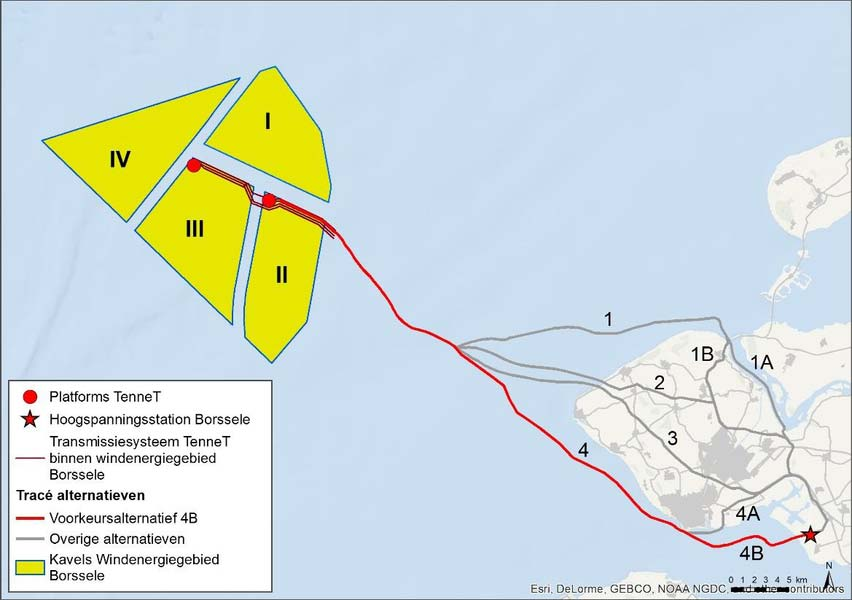 I
IV
III
II
1
1B
1A
2
3
4
4A
4B
Platforms TenneT
Hoogspanningsstation Borssele
Transmissiesysteem TenneT
binnen windenergiegebied
Borssele
Tracé alternatieven
Voorkeursalternatief 4B
Overige alternatieven
Kavels Windenergiegebied
Borssele
N
0 1 2 3 4 5 km
Esri, DeLorme, GEBCO, NOAA NGDC, and other contributors